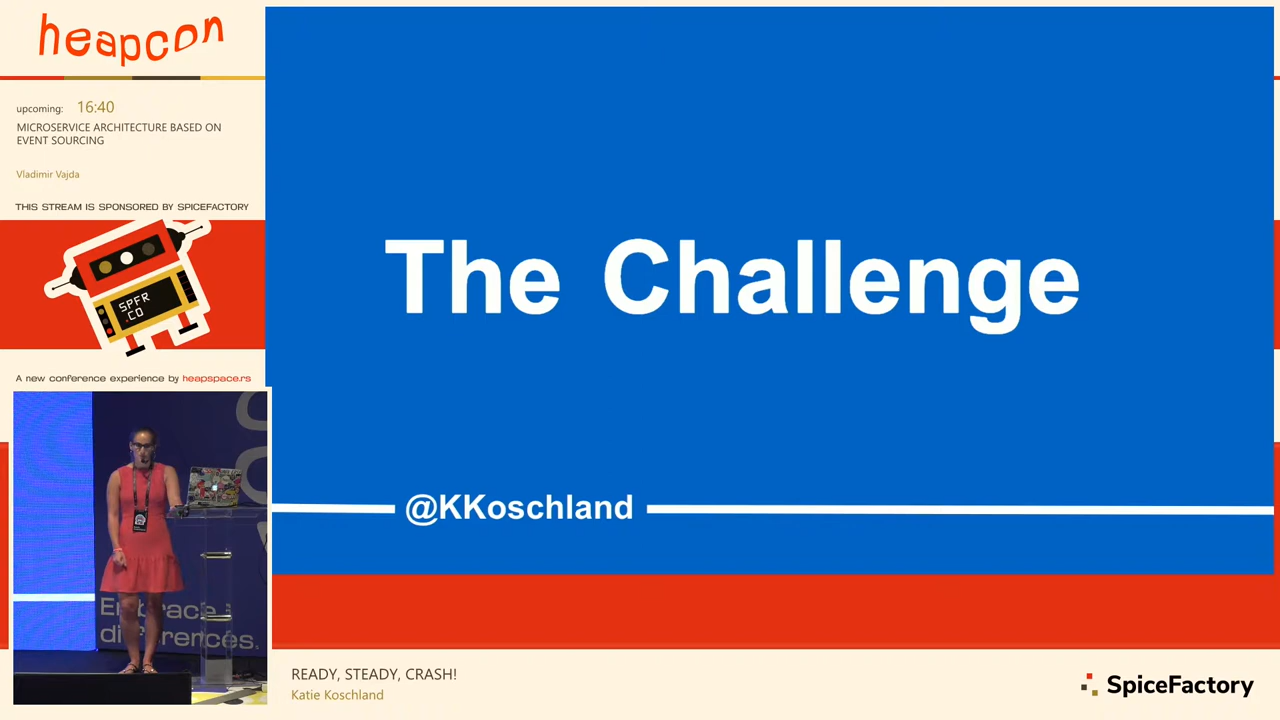 heapcon
upcoming: 16:40
MICROSERVICE ARCHITECTURE BASED ON
EVENT SOURCING
Vladimir Vajda
THIS STREAM IS SPONSORED BY SPICEFACTORY
SPFR
.CO
A new conference experience by heapspace.rs
The Challenge
@KKoschland
Embrace
differences.
READY, STEADY, CRASH!
Katie Koschland
SpiceFactory